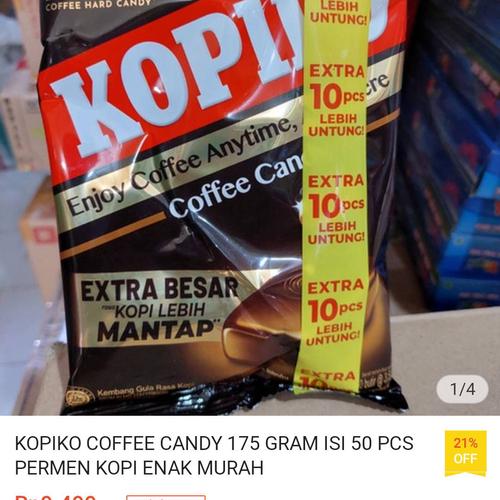 COFFEE HARD CANDY
KOPIKO
Enjoy Coffee Anytime,
Coffee Can
EXTRA BESAR
KOPI LEBIH
MANTAP
Kembang Gula Rasa Kopi
LEBIH
UNTUNG!
EXTRA
10pcs
LEBIH
UNTUNG!
EXTRA
10pcs
LEBIH
UNTUNG!
EXTRA
10pcs
LEBIH
UNTUNG!
EXTRA
10
1/4
KOPIKO COFFEE CANDY 175 GRAM ISI 50 PCS
PERMEN KOPI ENAK MURAH
21%
OFF